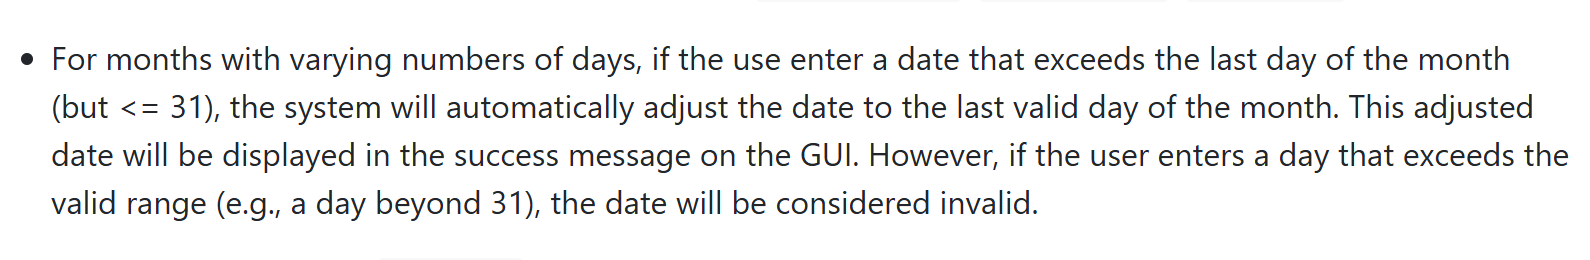 • For months with varying numbers of days, if the use enter a date that exceeds the last day of the month
(but <= 31), the system will automatically adjust the date to the last valid day of the month. This adjusted
date will be displayed in the success message on the GUI. However, if the user enters a day that exceeds the
valid range (e.g., a day beyond 31), the date will be considered invalid.